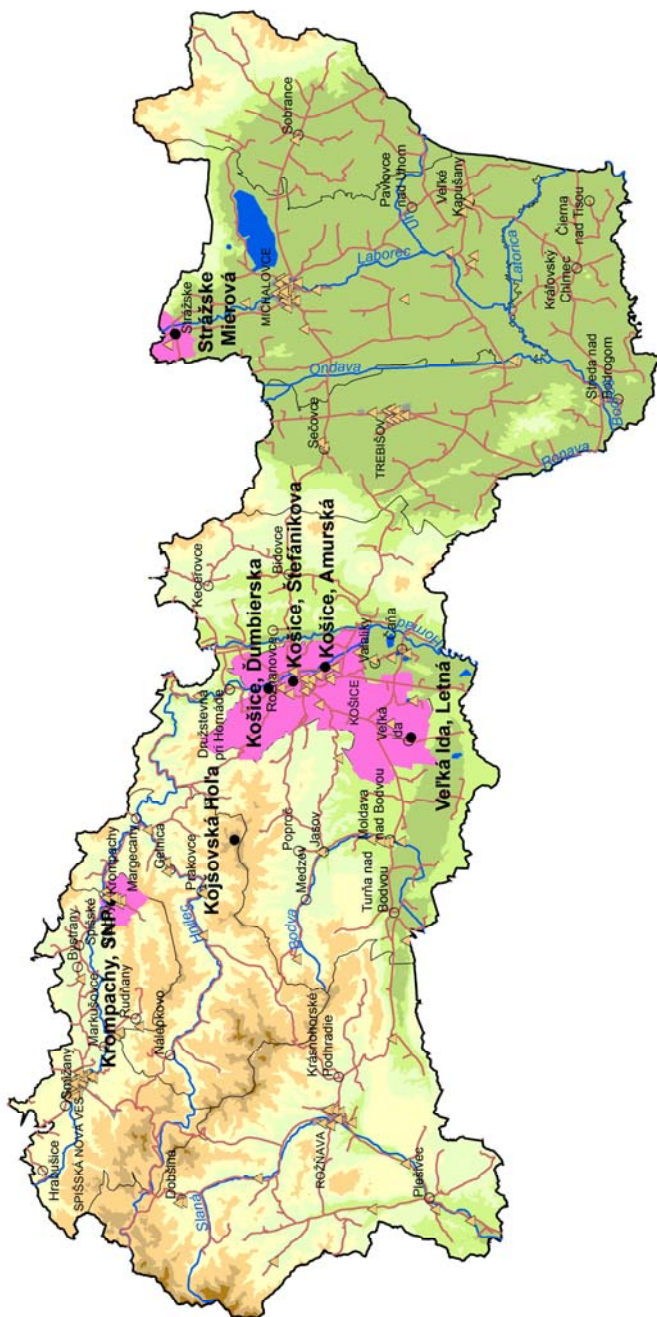 Hrabušice
SPIŠSKÁ NOVÁ VES
Smižany
Markušovce
Rudňany
Bystrany
Spišské
Krompachy, SNP
Krompachy
Margecany
Gelnica
Prakovce
Hnilec
Nálepkovo
Dobšiná
Slaná
ROŽŇAVA
Plešivec
Krásnohorské
Podhradie
Kojšovská Hoľa
Poproč
Jasov
Medzev
Bodva
Moldava
nad Bodvou
Turňa nad
Bodvou
Družstevná
pri Hornáde
Rozhanovce
Košice, Ďumbierska
Košice, Štefánikova
Košice, Amurská
KOŠICE
Veľká
Ida
Veľká Ida, Letná
Valaliky
Čaňa
Hornád
Kecerovce
Bidovce
Sečovce
TREBIŠOV
Ondava
Ronava
Streda nad
Bodrogom
Strážske
Strážske
Mierová
MICHALOVCE
Laborec
Sobrance
Pavlovce
nad Uhom
Uh
Veľké
Kapušany
Latorica
Kráľovský
Chlmec
Čierna
nad Tisou